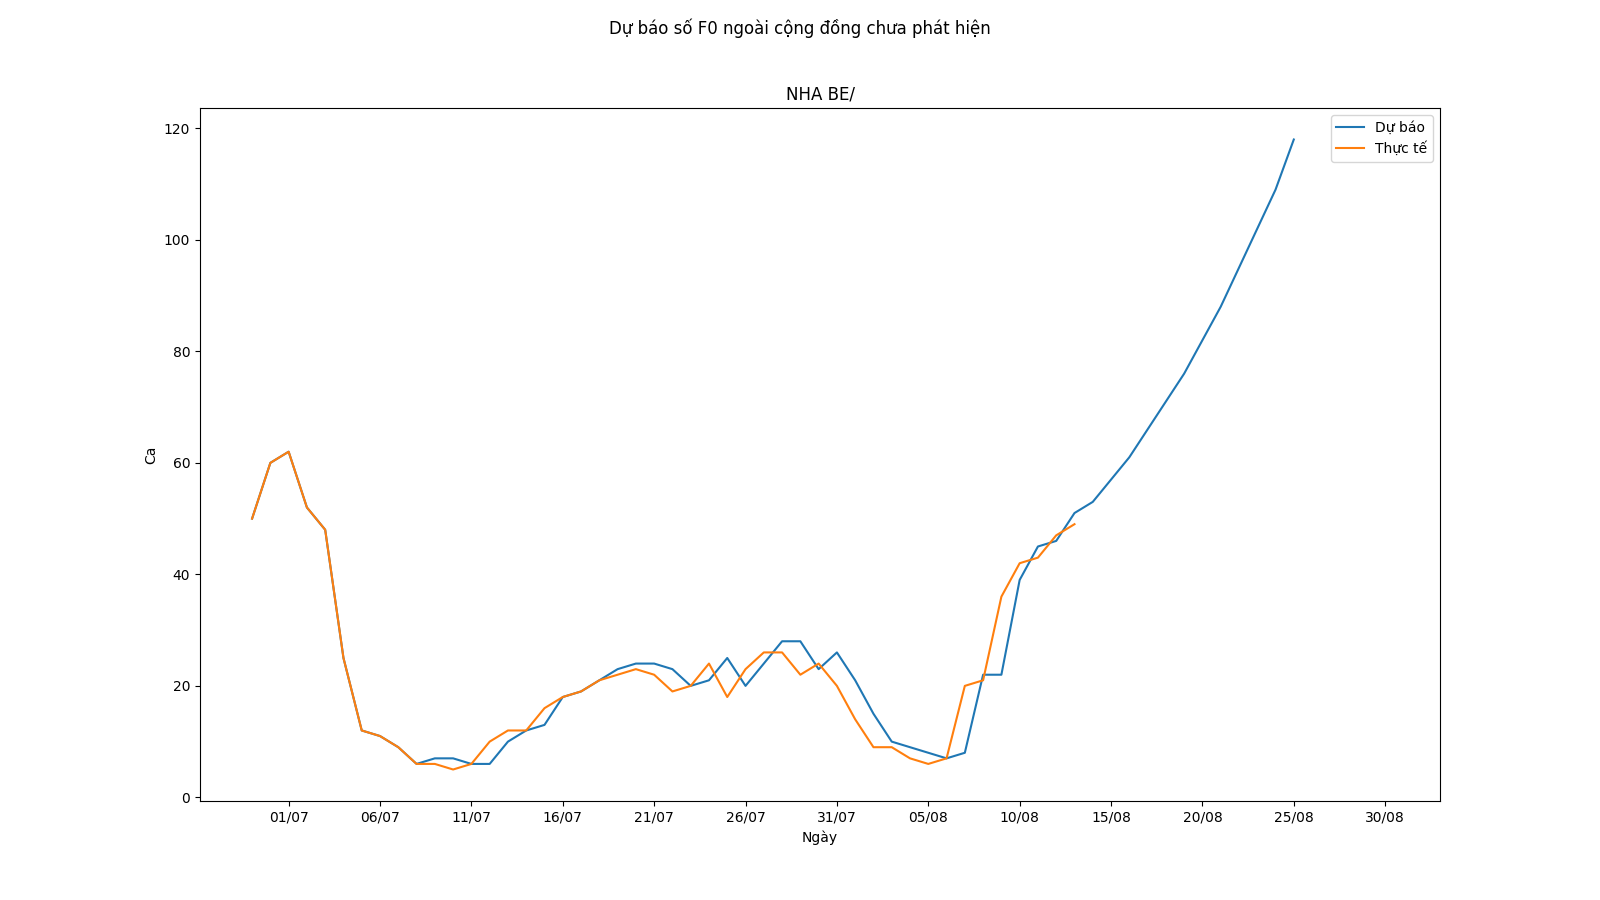 Dự báo số F0 ngoài cộng đồng chưa phát hiện
NHA BE/
Dự báo
Thực tế
120
100
80
60
40
20
0
Ca
01/07 06/07 11/07 16/07 21/07 26/07 31/07 05/08 10/08 15/08 20/08 25/08 30/08
Ngày